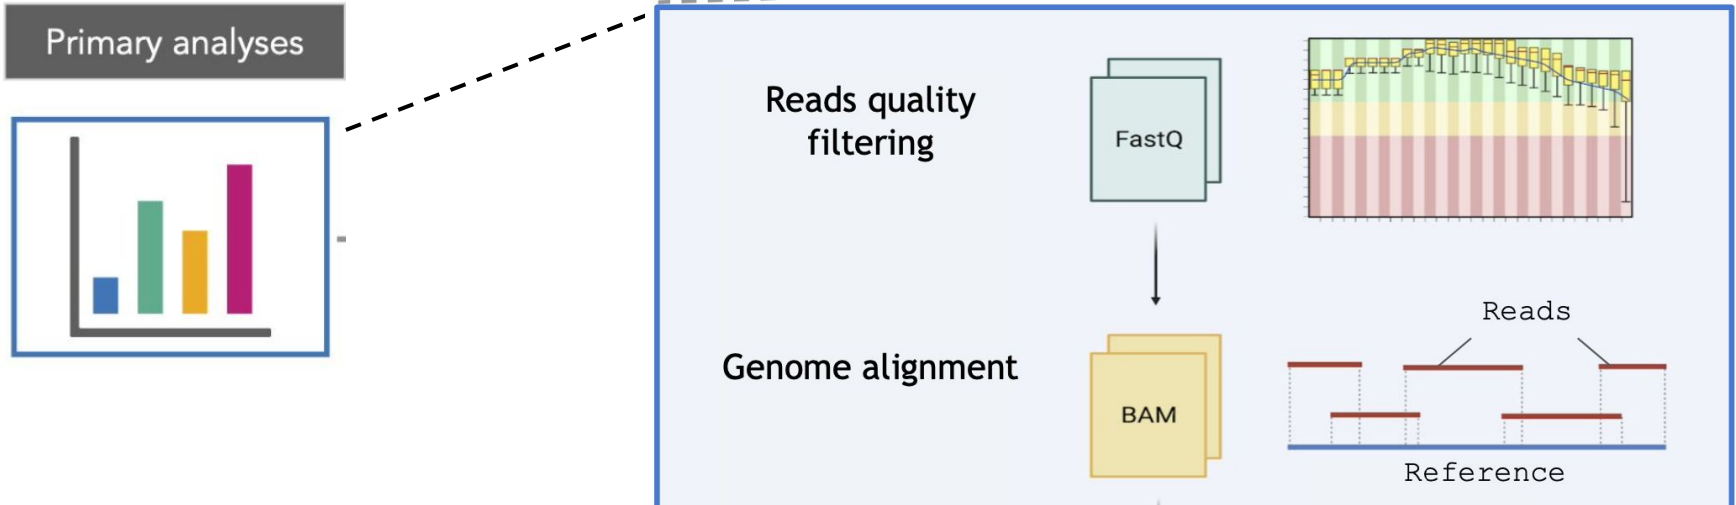 Primary analyses
Reads quality
filtering
FastQ
Genome alignment
BAM
Reads
Reference